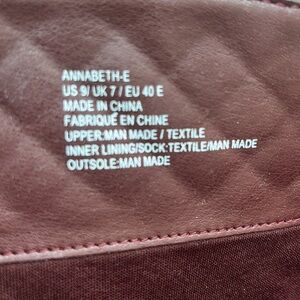 ANNABETH-E
US 9/ UK 7 / EU 40 E
MADE IN CHINA
FABRIQUÉ EN CHINE
UPPER:MAN MADE / TEXTILE
INNER LINING/SOCK:TEXTILE/MAN MADE
OUTSOLE:MAN MADE